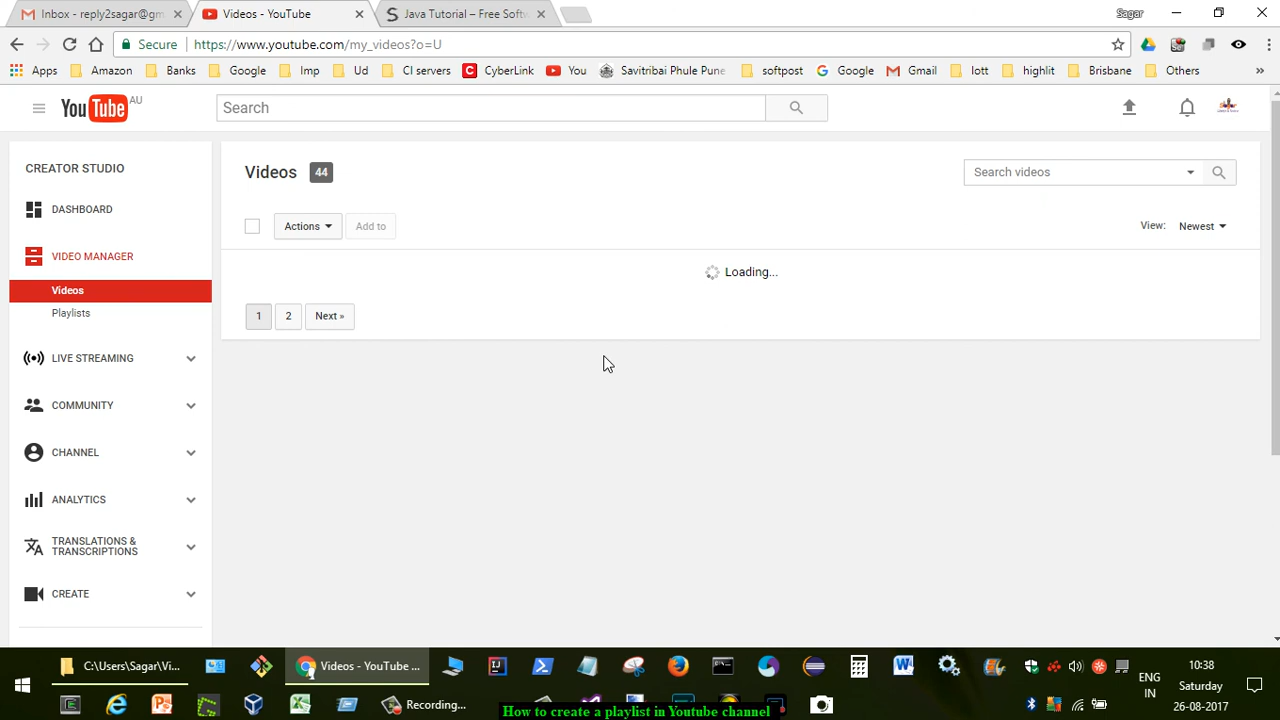 Inbox - reply2sagar@gm
Videos - YouTube
Java Tutorial – Free Softw
Sagar
Secure
https://www.youtube.com/my_videos?o=U
Apps
Amazon
Banks
Google
Imp
Ud
CI servers
CyberLink
You
Savitribai Phule Pune
softpost
Google
Gmail
lott
highlit
Brisbane
Others
»
YouTube AU
Search
CREATOR STUDIO
DASHBOARD
VIDEO MANAGER
Videos
Playlists
LIVE STREAMING
COMMUNITY
CHANNEL
ANALYTICS
TRANSLATIONS &
TRANSCRIPTIONS
CREATE
Videos 44
Search videos
Actions
Add to
View:
Newest
Loading...
1
2
Next »
C:\Users\Sagar\Vi...
Videos - YouTube ...
Recording...
ENG
IN
10:38
Saturday
26-08-2017
How to create a playlist in Youtube channel